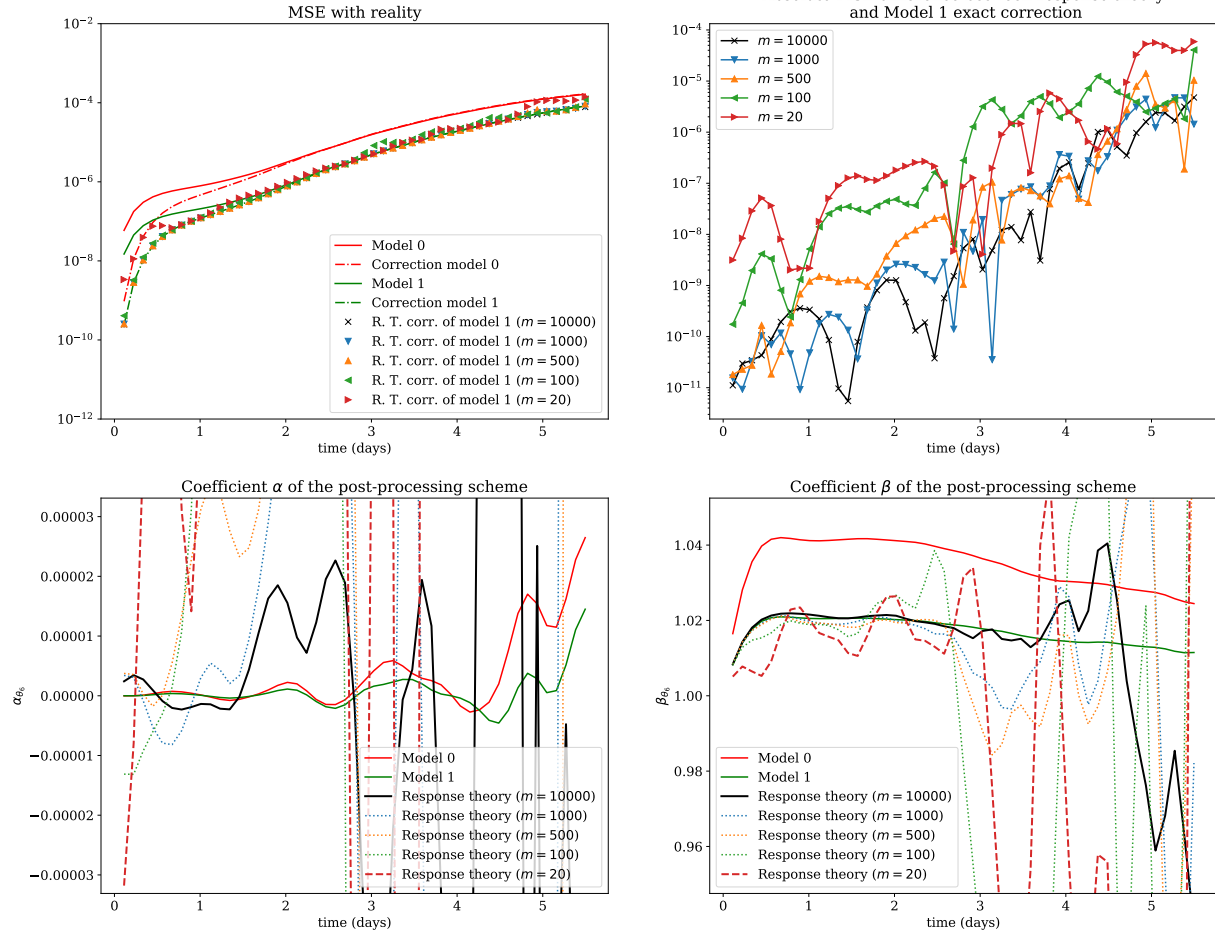 MSE with reality
10⁻²
10⁻⁴
10⁻⁶
10⁻⁸
10⁻¹⁰
10⁻¹²
Model 0
Correction model 0
Model 1
Correction model 1
R. T. corr. of model 1 (m = 10000)
R. T. corr. of model 1 (m = 1000)
R. T. corr. of model 1 (m = 500)
R. T. corr. of model 1 (m = 100)
R. T. corr. of model 1 (m = 20)
0 1 2 3 4 5
time (days)
and Model 1 exact correction
10⁻⁴
10⁻⁵
10⁻⁶
10⁻⁷
10⁻⁸
10⁻⁹
10⁻¹⁰
10⁻¹¹
m = 10000
m = 1000
m = 500
m = 100
m = 20
0 1 2 3 4 5
time (days)
Coefficient α of the post-processing scheme
0.00003
0.00002
0.00001
0.00000
−0.00001
−0.00002
−0.00003
α_θ₆
Model 0
Model 1
Response theory (m = 10000)
Response theory (m = 1000)
Response theory (m = 500)
Response theory (m = 100)
Response theory (m = 20)
0 1 2 3 4 5
time (days)
Coefficient β of the post-processing scheme
1.04
1.02
1.00
0.98
0.96
β_θ₆
Model 0
Model 1
Response theory (m = 10000)
Response theory (m = 1000)
Response theory (m = 500)
Response theory (m = 100)
Response theory (m = 20)
0 1 2 3 4 5
time (days)